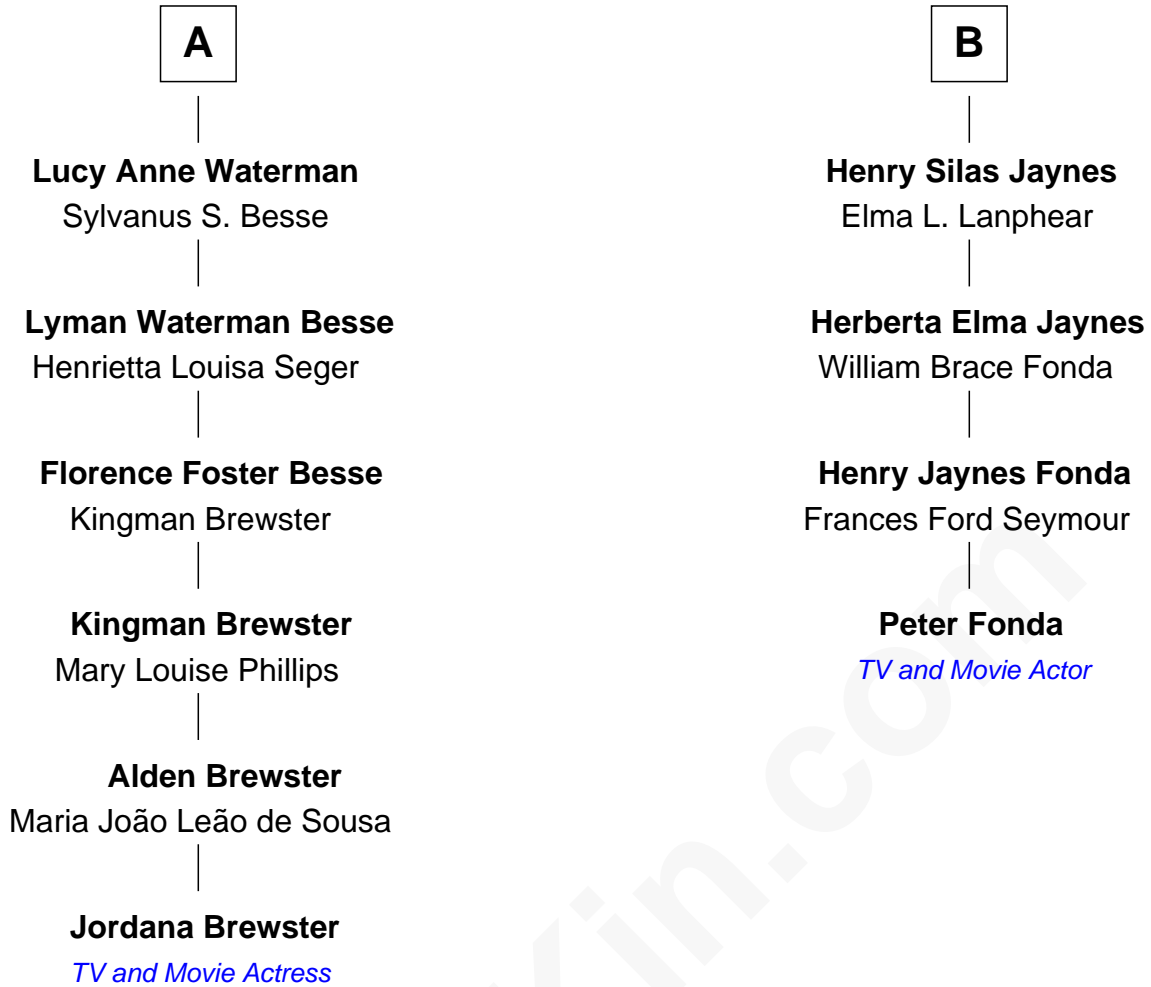 A
Lucy Anne Waterman
Sylvanus S. Besse
Lyman Waterman Besse
Henrietta Louisa Seger
Florence Foster Besse
Kingman Brewster
Kingman Brewster
Mary Louise Phillips
Alden Brewster
Maria João Leão de Sousa
Jordana Brewster
TV and Movie Actress
B
Henry Silas Jaynes
Elma L. Lanphear
Herberta Elma Jaynes
William Brace Fonda
Henry Jaynes Fonda
Frances Ford Seymour
Peter Fonda
TV and Movie Actor
Kin.com